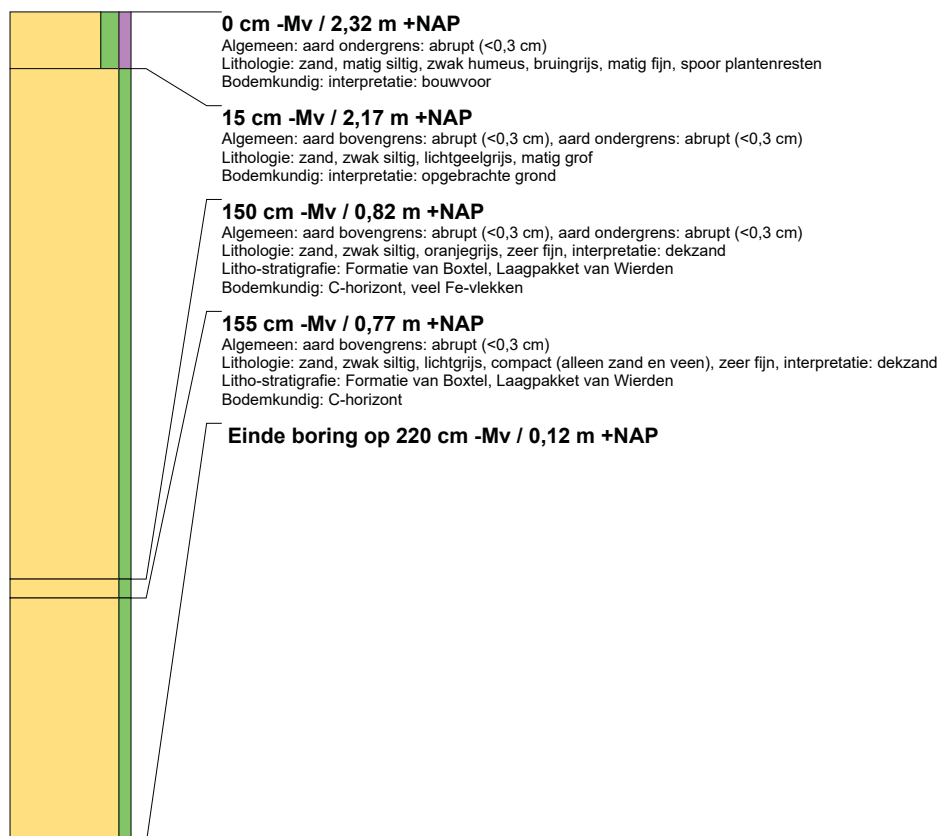 0 cm -Mv / 2,32 m +NAP
Algemeen: aard ondergrens: abrupt (<0,3 cm)
Lithologie: zand, matig siltig, zwak humeus, bruingrijs, matig fijn, spoor plantenresten
Bodemkundig: interpretatie: bouwvoor
15 cm -Mv / 2,17 m +NAP
Algemeen: aard bovengrens: abrupt (<0,3 cm), aard ondergrens: abrupt (<0,3 cm)
Lithologie: zand, zwak siltig, lichtgeelgrijs, matig grof
Bodemkundig: interpretatie: opgebrachte grond
150 cm -Mv / 0,82 m +NAP
Algemeen: aard bovengrens: abrupt (<0,3 cm), aard ondergrens: abrupt (<0,3 cm)
Lithologie: zand, zwak siltig, oranjegrijs, zeer fijn, interpretatie: dekzand
Litho-stratigrafie: Formatie van Boxtel, Laagpakket van Wierden
Bodemkundig: C-horizont, veel Fe-vlekken
155 cm -Mv / 0,77 m +NAP
Algemeen: aard bovengrens: abrupt (<0,3 cm)
Lithologie: zand, zwak siltig, lichtgrijs, compact (alleen zand en veen), zeer fijn, interpretatie: dekzand
Litho-stratigrafie: Formatie van Boxtel, Laagpakket van Wierden
Bodemkundig: C-horizont
Einde boring op 220 cm -Mv / 0,12 m +NAP